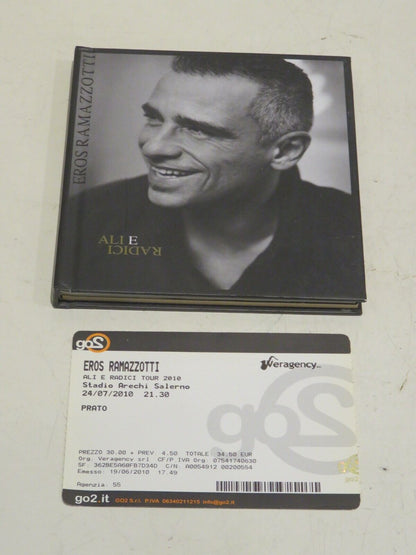 EROS RAMAZZOTTI
ALI E
RADICI
go2
EROS RAMAZZOTTI
ALI E RADICI TOUR 2010
Stadio Arechi Salerno
24/07/2010 21.30
PRATO
Veragency srl
go2
PREZZO 30.00 + PREV. 4.50 TOTALE 34.50 EUR
Org. Veragency srl CF/P.IVA Org. 07541740630
SF 362BE5A6BFB7D34D C/N A0054912 00200554
Emesso: 19/06/2010 17 49
Agenzia: 55
go2.it GO2 S.r.l. P.IVA 06340211215 info@go2.it